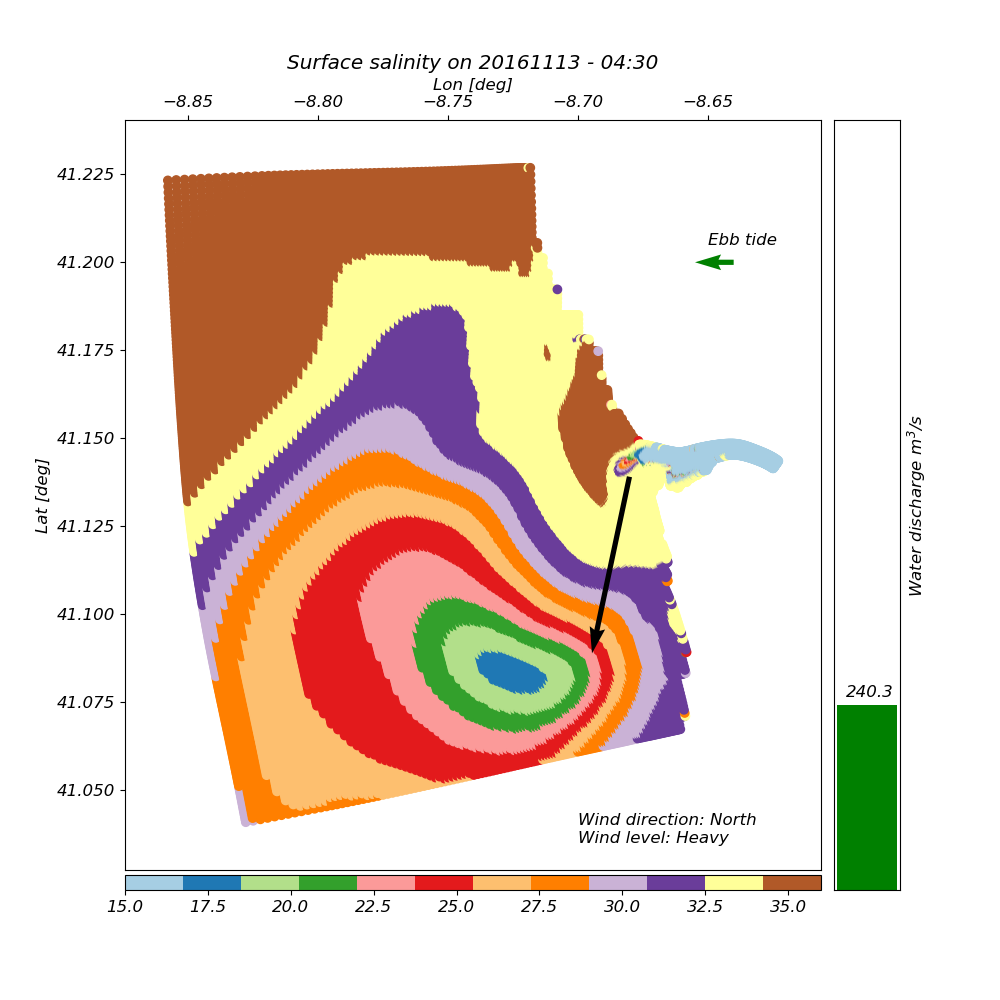 Surface salinity on 20161113 - 04:30
Lon [deg]
−8.85 −8.80 −8.75 −8.70 −8.65
41.225
41.200
41.175
41.150
41.125
41.100
41.075
41.050
Lat [deg]
Ebb tide
Wind direction: North
Wind level: Heavy
15.0 17.5 20.0 22.5 25.0 27.5 30.0 32.5 35.0
240.3
Water discharge m³/s